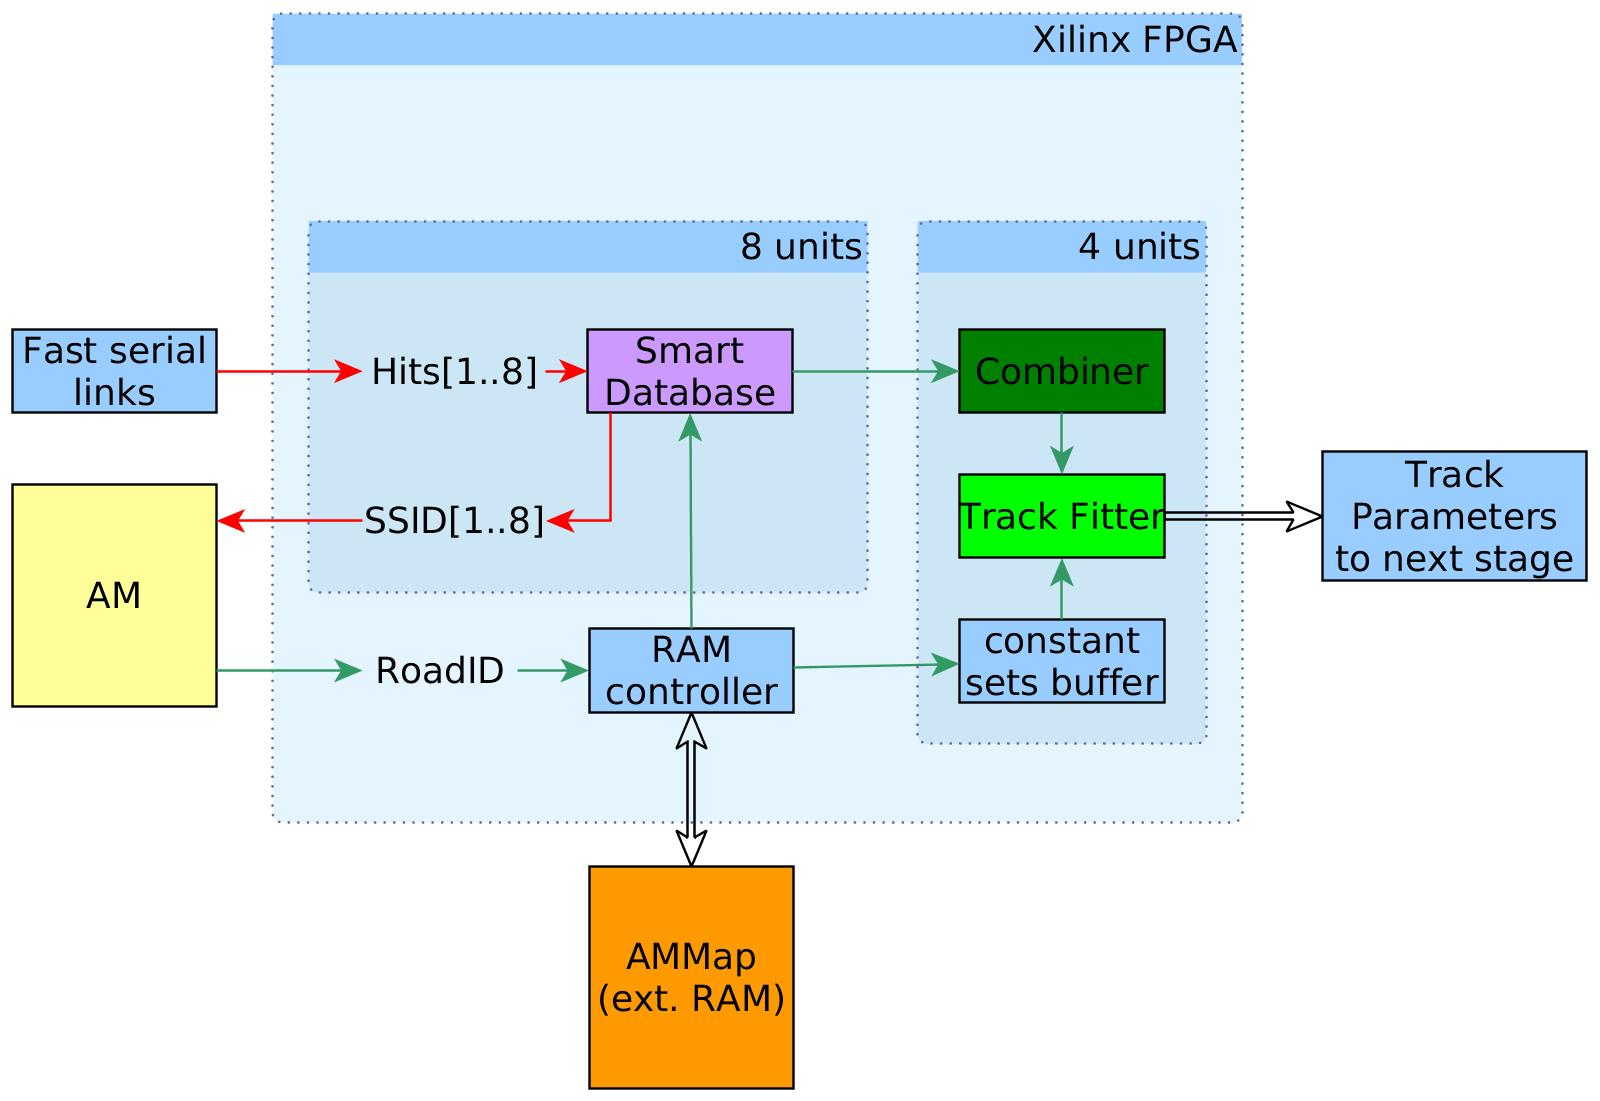 Xilinx FPGA
8 units
4 units
Fast serial
links
Hits[1..8]
Smart
Database
Combiner
SSID[1..8]
Track Fitter
Track
Parameters
to next stage
AM
RoadID
RAM
controller
constant
sets buffer
AMMap
(ext. RAM)